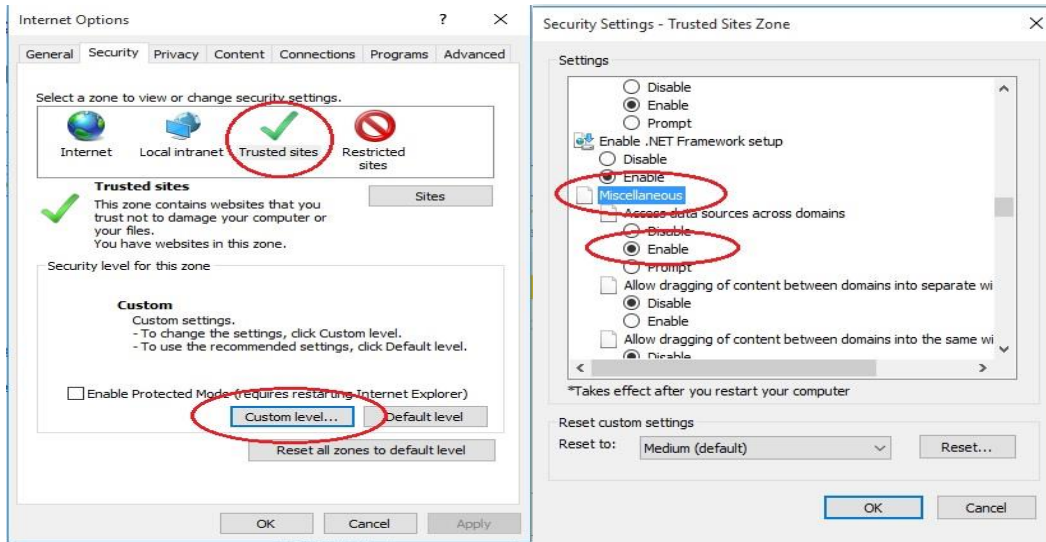 Internet Options
General Security Privacy Content Connections Programs Advanced
Select a zone to view or change security settings.
Internet
Local intranet
Trusted sites
Restricted
sites
Trusted sites
This zone contains websites that you
trust not to damage your computer or
your files.
You have websites in this zone.
Sites
Security level for this zone
Custom
Custom settings.
- To change the settings, click Custom level.
- To use the recommended settings, click Default level.
Enable Protected Mode (requires restarting Internet Explorer)
Custom level...
Default level
Reset all zones to default level
OK
Cancel
Apply
Security Settings - Trusted Sites Zone
Settings
Disable
Enable
Prompt
Enable .NET Framework setup
Disable
Enable
Miscellaneous
Access data sources across domains
Disable
Enable
Prompt
Allow dragging of content between domains into separate wi
Disable
Enable
Allow dragging of content between domains into the same wi
Disable
*Takes effect after you restart your computer
Reset custom settings
Reset to:
Medium (default)
Reset...
OK
Cancel